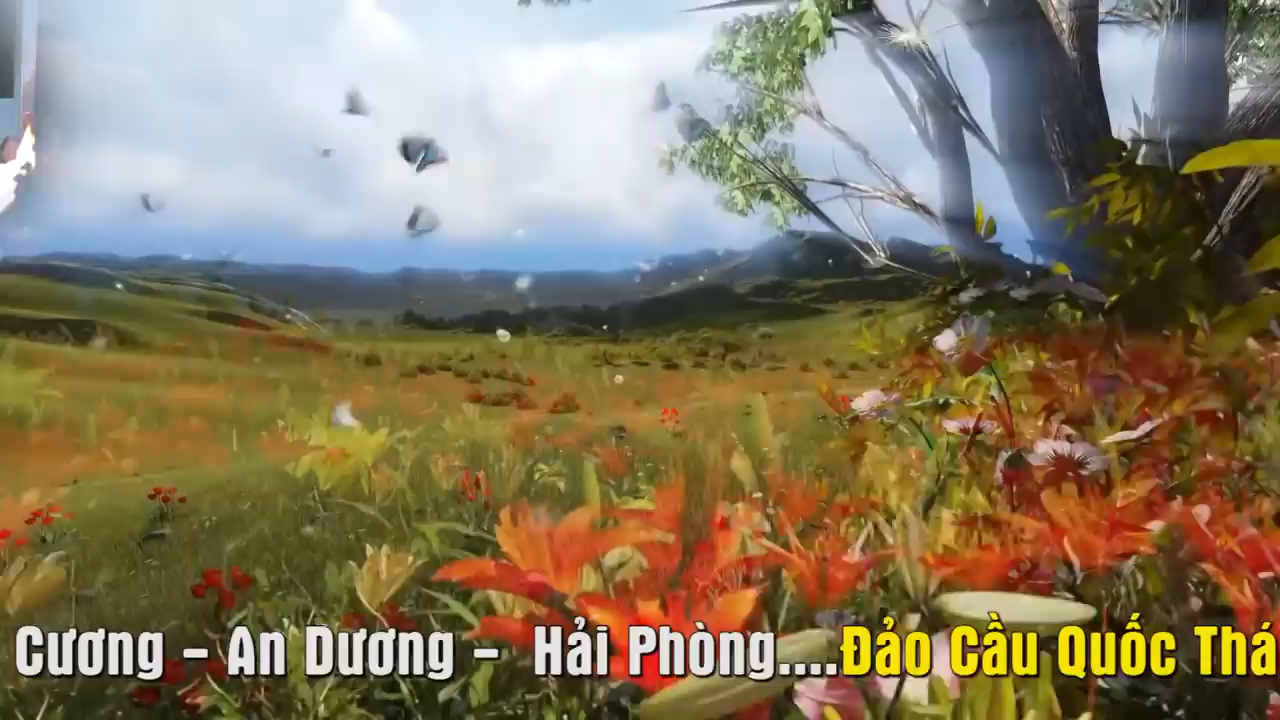 Cương - An Dương - Hải Phòng....Đảo Cầu Quốc Thá